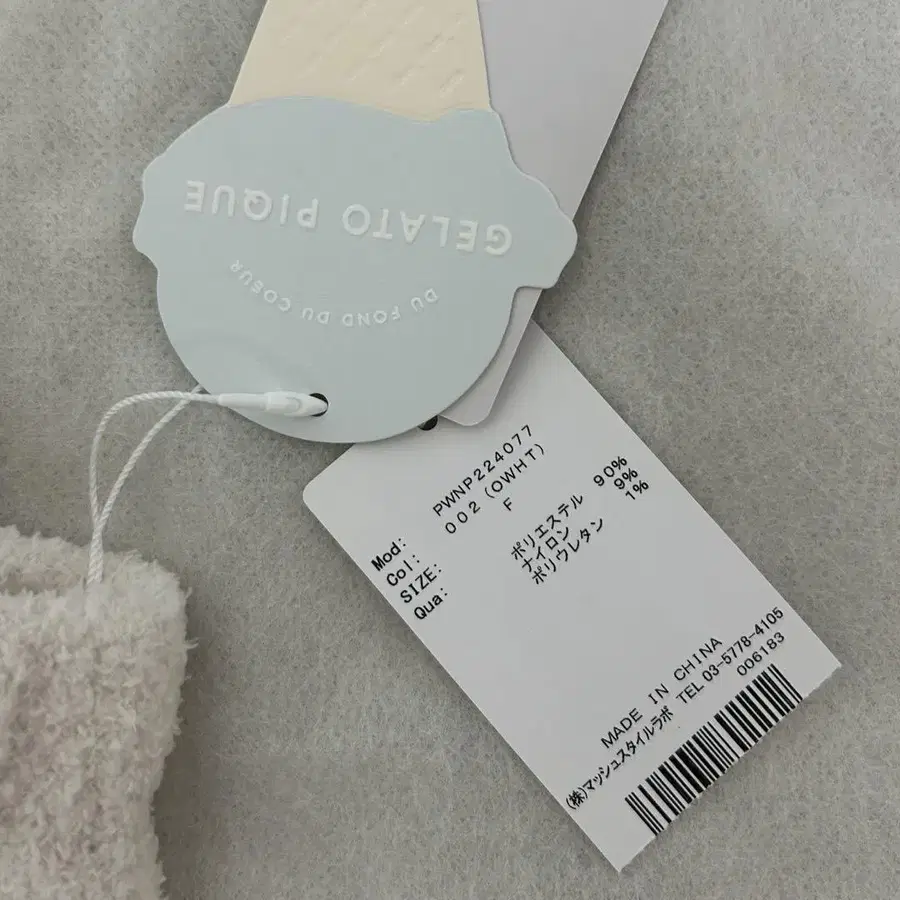 GELATO PIQUE
DU FOND DU COEUR
Mod: PWNP224077
Col: 002 (OWHT)
SIZE: F
Qua: ポリエステル 90%
ナイロン 9%
ポリウレタン 1%
MADE IN CHINA
(株)マッシュスタイルラボ TEL 03-5778-4105
006183